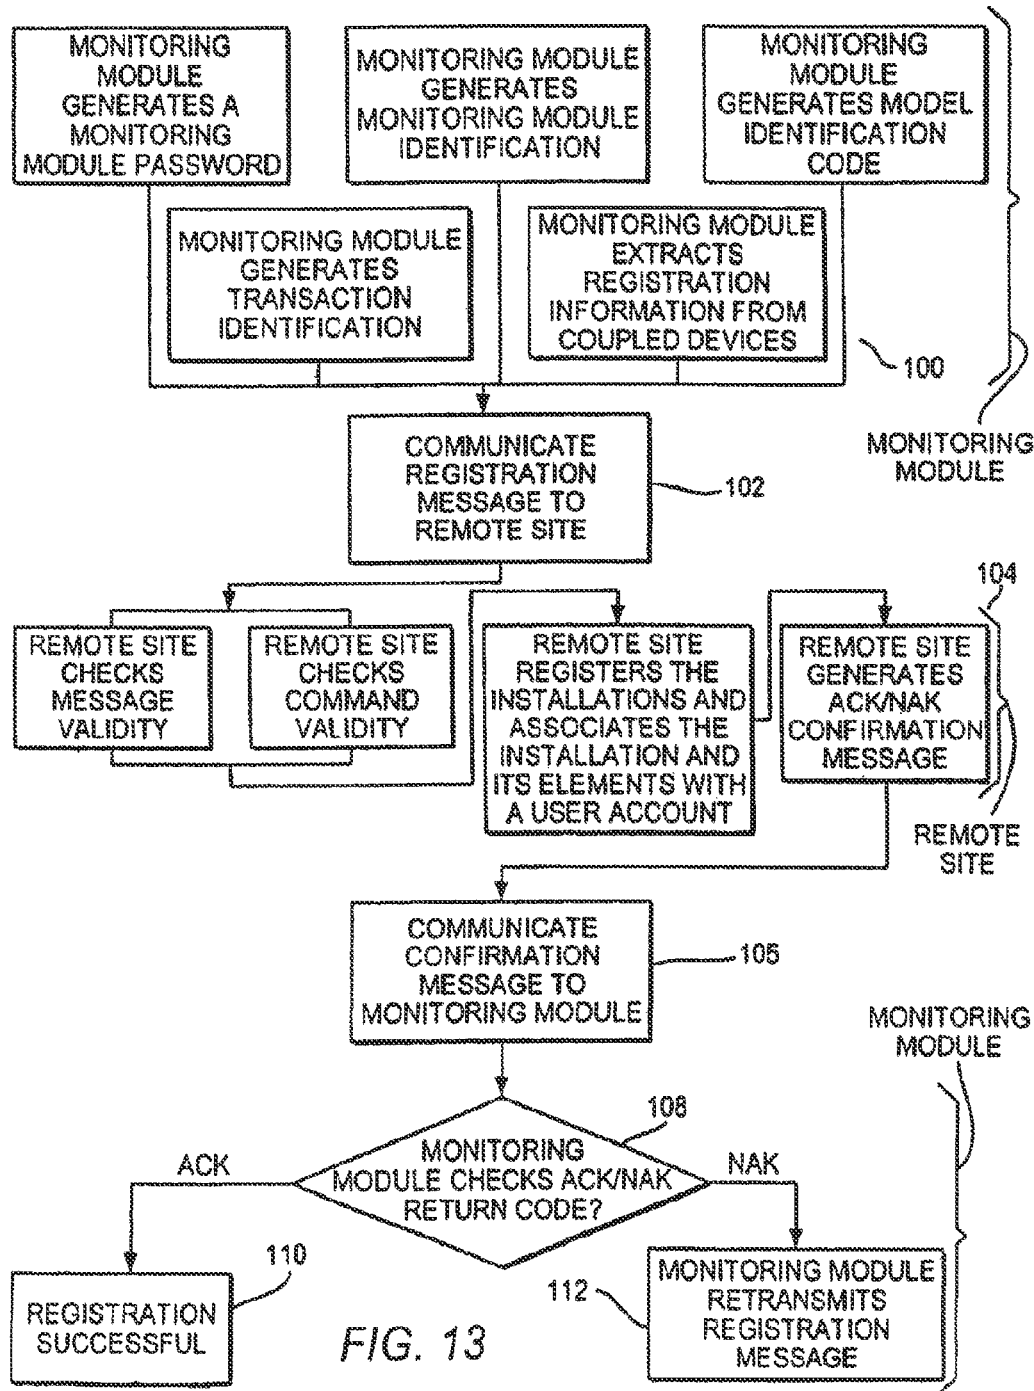 MONITORING
MODULE
GENERATES A
MONITORING
MODULE PASSWORD
MONITORING MODULE
GENERATES
MONITORING MODULE
IDENTIFICATION
MONITORING
MODULE
GENERATES MODEL
IDENTIFICATION
CODE
MONITORING MODULE
GENERATES
TRANSACTION
IDENTIFICATION
MONITORING MODULE
EXTRACTS
REGISTRATION
INFORMATION FROM
COUPLED DEVICES
100
MONITORING
MODULE
COMMUNICATE
REGISTRATION
MESSAGE TO
REMOTE SITE
102
104
REMOTE SITE
CHECKS
MESSAGE
VALIDITY
REMOTE SITE
CHECKS
COMMAND
VALIDITY
REMOTE SITE
REGISTERS THE
INSTALLATIONS AND
ASSOCIATES THE
INSTALLATION AND
ITS ELEMENTS WITH
A USER ACCOUNT
REMOTE SITE
GENERATES
ACK/NAK
CONFIRMATION
MESSAGE
REMOTE
SITE
COMMUNICATE
CONFIRMATION
MESSAGE TO
MONITORING MODULE
105
MONITORING
MODULE
108
MONITORING
MODULE CHECKS ACK/NAK
RETURN CODE?
ACK
NAK
110
REGISTRATION
SUCCESSFUL
112
MONITORING MODULE
RETRANSMITS
REGISTRATION
MESSAGE
FIG. 13